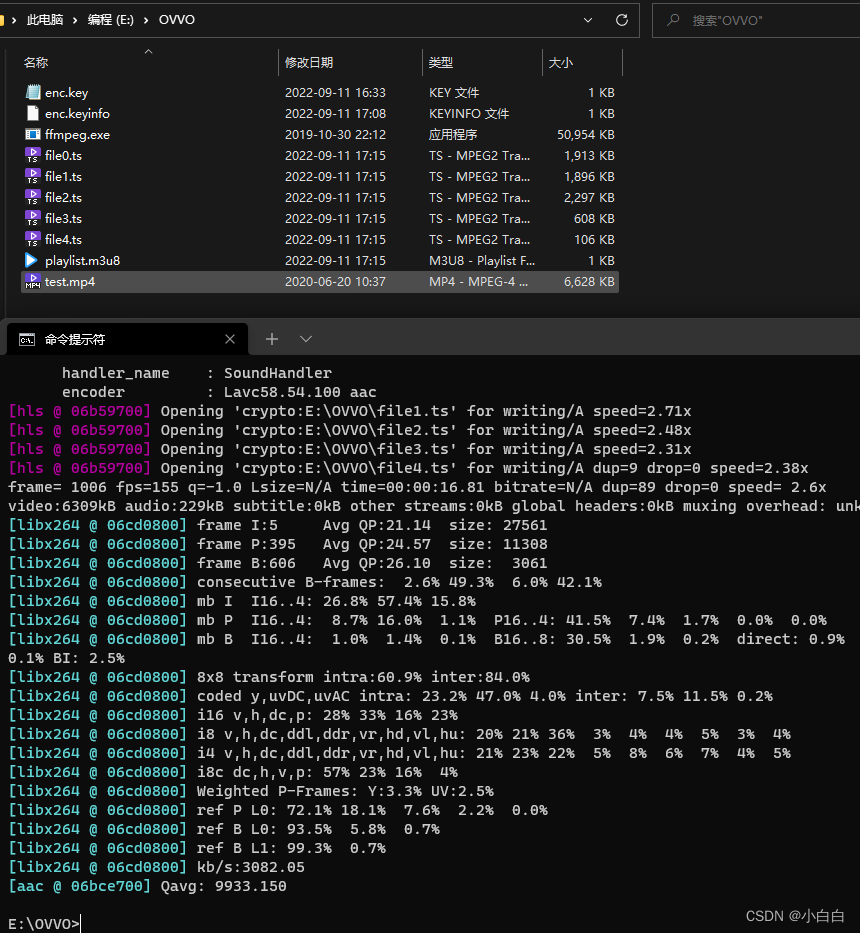 此电脑 › 编程 (E:) › OVVO
搜索"OVVO"
名称 修改日期 类型 大小
enc.key 2022-09-11 16:33 KEY 文件 1 KB
enc.keyinfo 2022-09-11 17:08 KEYINFO 文件 1 KB
ffmpeg.exe 2019-10-30 22:12 应用程序 50,954 KB
file0.ts 2022-09-11 17:15 TS - MPEG2 Tra... 1,913 KB
file1.ts 2022-09-11 17:15 TS - MPEG2 Tra... 1,896 KB
file2.ts 2022-09-11 17:15 TS - MPEG2 Tra... 2,297 KB
file3.ts 2022-09-11 17:15 TS - MPEG2 Tra... 608 KB
file4.ts 2022-09-11 17:15 TS - MPEG2 Tra... 106 KB
playlist.m3u8 2022-09-11 17:15 M3U8 - Playlist F... 1 KB
test.mp4 2020-06-20 10:37 MP4 - MPEG-4 ... 6,628 KB
命令提示符
handler_name    : SoundHandler
encoder         : Lavc58.54.100 aac
[hls @ 06b59700] Opening 'crypto:E:\OVVO\file1.ts' for writing/A speed=2.71x
[hls @ 06b59700] Opening 'crypto:E:\OVVO\file2.ts' for writing/A speed=2.48x
[hls @ 06b59700] Opening 'crypto:E:\OVVO\file3.ts' for writing/A speed=2.31x
[hls @ 06b59700] Opening 'crypto:E:\OVVO\file4.ts' for writing/A dup=9 drop=0 speed=2.38x
frame= 1006 fps=155 q=-1.0 Lsize=N/A time=00:00:16.81 bitrate=N/A dup=89 drop=0 speed= 2.6x
video:6309kB audio:229kB subtitle:0kB other streams:0kB global headers:0kB muxing overhead: unk
[libx264 @ 06cd0800] frame I:5     Avg QP:21.14  size: 27561
[libx264 @ 06cd0800] frame P:395   Avg QP:24.57  size: 11308
[libx264 @ 06cd0800] frame B:606   Avg QP:26.10  size:  3061
[libx264 @ 06cd0800] consecutive B-frames:  2.6% 49.3%  6.0% 42.1%
[libx264 @ 06cd0800] mb I  I16..4: 26.8% 57.4% 15.8%
[libx264 @ 06cd0800] mb P  I16..4:  8.7% 16.0%  1.1%  P16..4: 41.5%  7.4%  1.7%  0.0%  0.0%
[libx264 @ 06cd0800] mb B  I16..4:  1.0%  1.4%  0.1%  B16..8: 30.5%  1.9%  0.2%  direct: 0.9%
0.1% BI: 2.5%
[libx264 @ 06cd0800] 8x8 transform intra:60.9% inter:84.0%
[libx264 @ 06cd0800] coded y,uvDC,uvAC intra: 23.2% 47.0% 4.0% inter: 7.5% 11.5% 0.2%
[libx264 @ 06cd0800] i16 v,h,dc,p: 28% 33% 16% 23%
[libx264 @ 06cd0800] i8 v,h,dc,ddl,ddr,vr,hd,vl,hu: 20% 21% 36%  3%  4%  4%  5%  3%  4%
[libx264 @ 06cd0800] i4 v,h,dc,ddl,ddr,vr,hd,vl,hu: 21% 23% 22%  5%  8%  6%  7%  4%  5%
[libx264 @ 06cd0800] i8c dc,h,v,p: 57% 23% 16%  4%
[libx264 @ 06cd0800] Weighted P-Frames: Y:3.3% UV:2.5%
[libx264 @ 06cd0800] ref P L0: 72.1% 18.1%  7.6%  2.2%  0.0%
[libx264 @ 06cd0800] ref B L0: 93.5%  5.8%  0.7%
[libx264 @ 06cd0800] ref B L1: 99.3%  0.7%
[libx264 @ 06cd0800] kb/s:3082.05
[aac @ 06bce700] Qavg: 9933.150
E:\OVVO>
CSDN @小白白